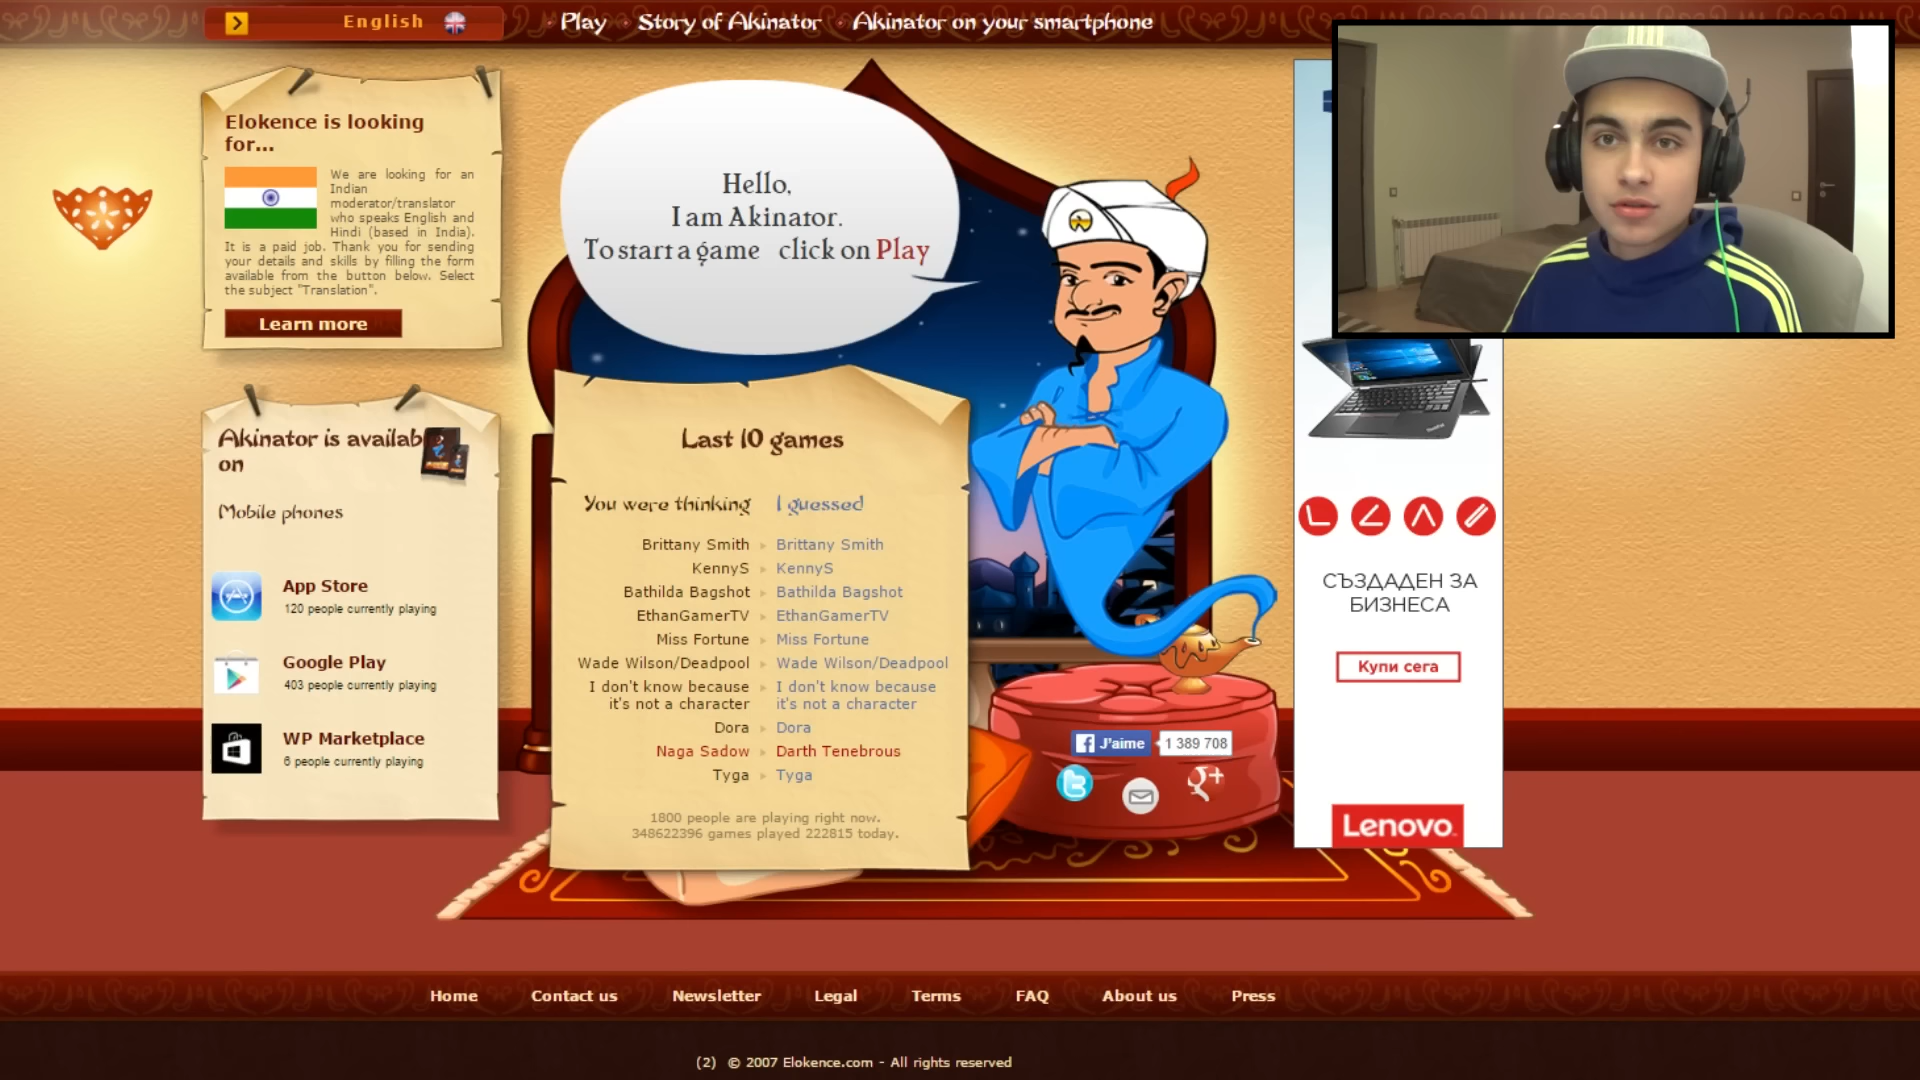 English
Play
Story of Akinator
Akinator on your smartphone
Elokence is looking
for...
We are looking for an
Indian
moderator/translator
who speaks English and
Hindi (based in India).
It is a paid job. Thank you for sending
your details and skills by filling the form
available from the button below. Select
the subject "Translation".
Learn more
Hello,
I am Akinator.
To start a game click on Play
Akinator is availab
on
Mobile phones
App Store
120 people currently playing
Google Play
403 people currently playing
WP Marketplace
6 people currently playing
Last 10 games
You were thinking I guessed
Brittany Smith Brittany Smith
KennyS KennyS
Bathilda Bagshot Bathilda Bagshot
EthanGamerTV EthanGamerTV
Miss Fortune Miss Fortune
Wade Wilson/Deadpool Wade Wilson/Deadpool
I don't know because I don't know because
it's not a character it's not a character
Dora Dora
Naga Sadow Darth Tenebrous
Tyga Tyga
1800 people are playing right now.
348622396 games played 222815 today.
J'aime 1 389 708
СЪЗДАДЕН ЗА
БИЗНЕСА
Купи сега
Lenovo
Home Contact us Newsletter Legal Terms FAQ About us Press
(2) © 2007 Elokence.com - All rights reserved